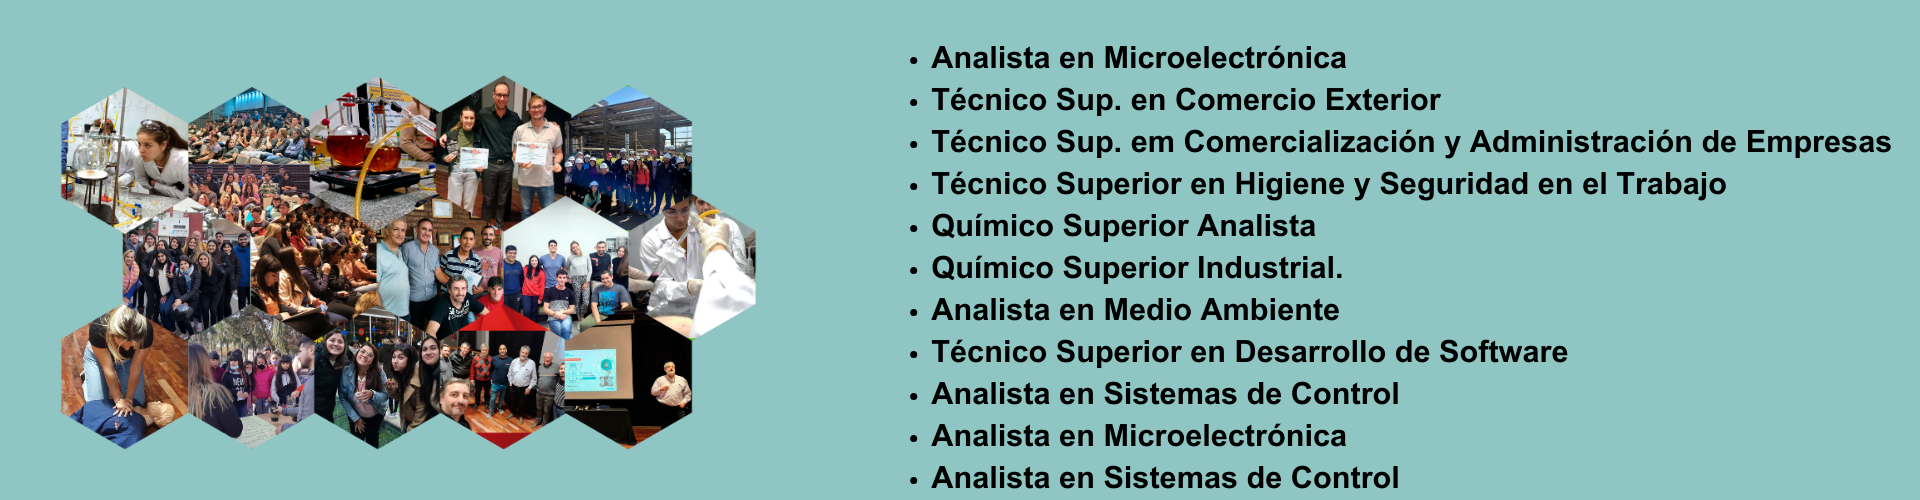 Analista en Microelectrónica
Técnico Sup. en Comercio Exterior
Técnico Sup. em Comercialización y Administración de Empresas
Técnico Superior en Higiene y Seguridad en el Trabajo
Químico Superior Analista
Químico Superior Industrial.
Analista en Medio Ambiente
Técnico Superior en Desarrollo de Software
Analista en Sistemas de Control
Analista en Microelectrónica
Analista en Sistemas de Control